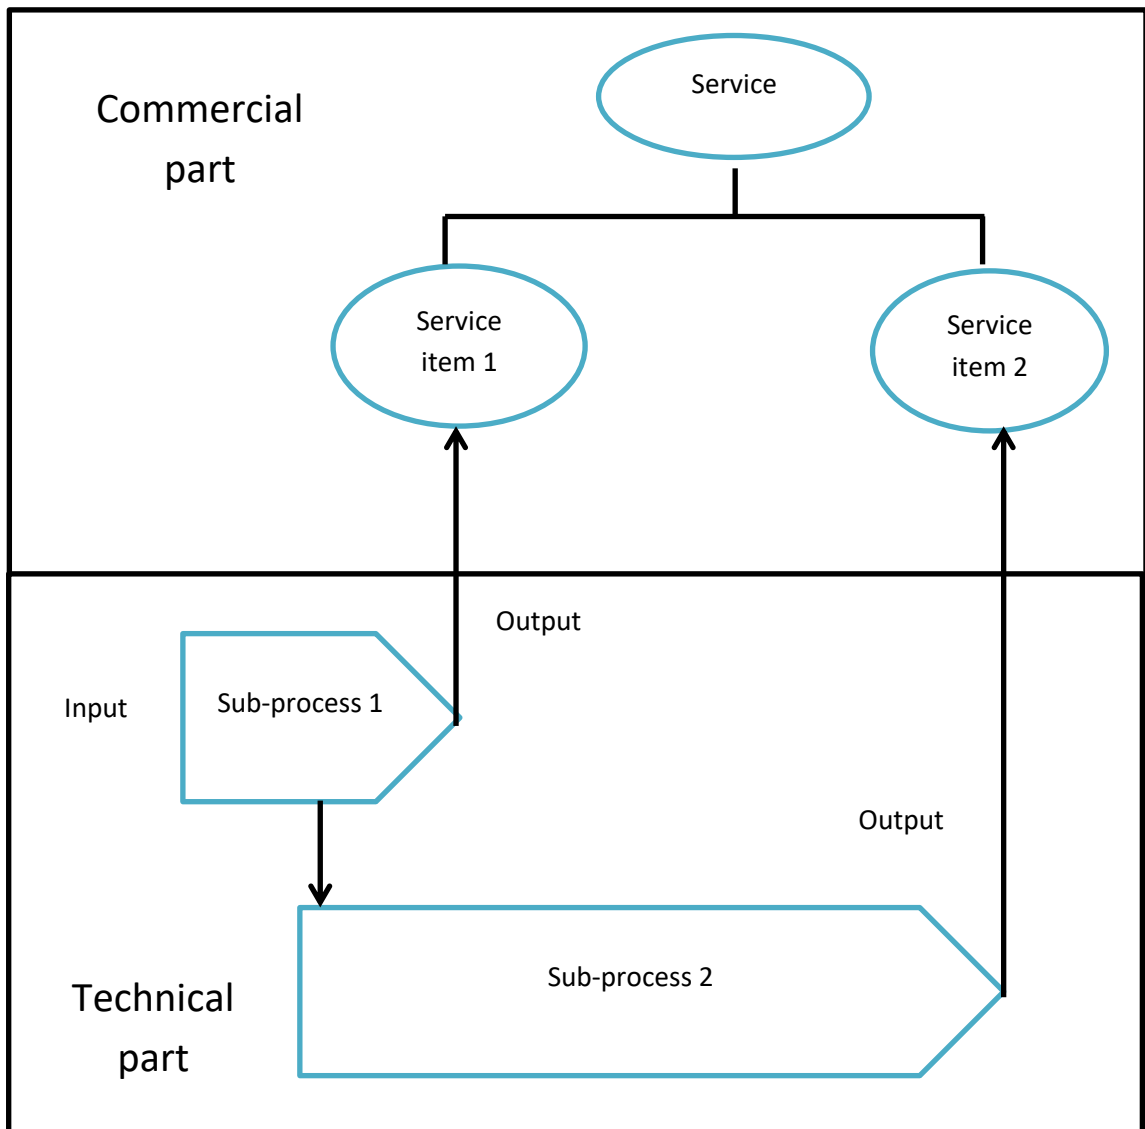 Commercial
part
Service
Service
item 1
Service
item 2
Output
Input
Sub-process 1
Output
Sub-process 2
Technical
part